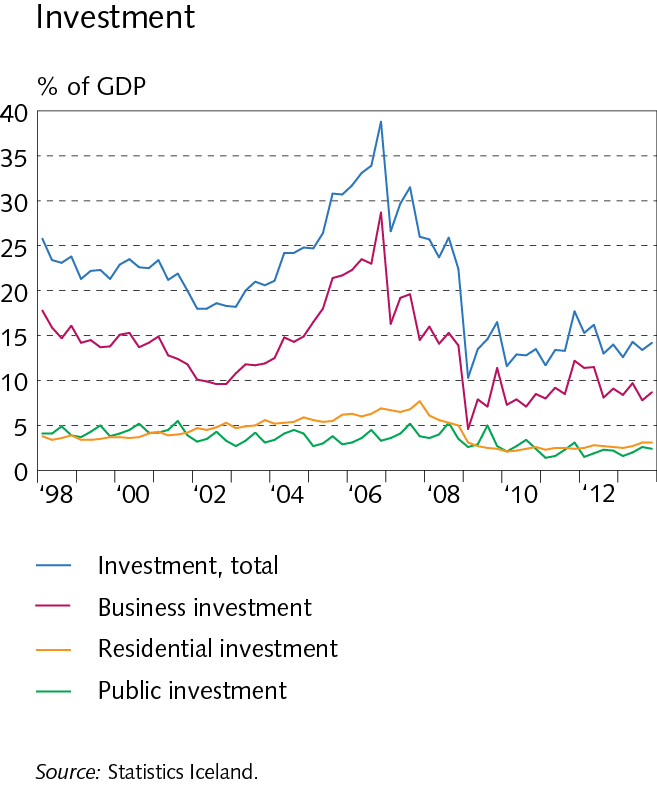 Investment
% of GDP
40
35
30
25
20
15
10
5
0
‘98 ‘00 ‘02 ‘04 ‘06 ‘08 ‘10 ‘12
Investment, total
Business investment
Residential investment
Public investment
Source: Statistics Iceland.